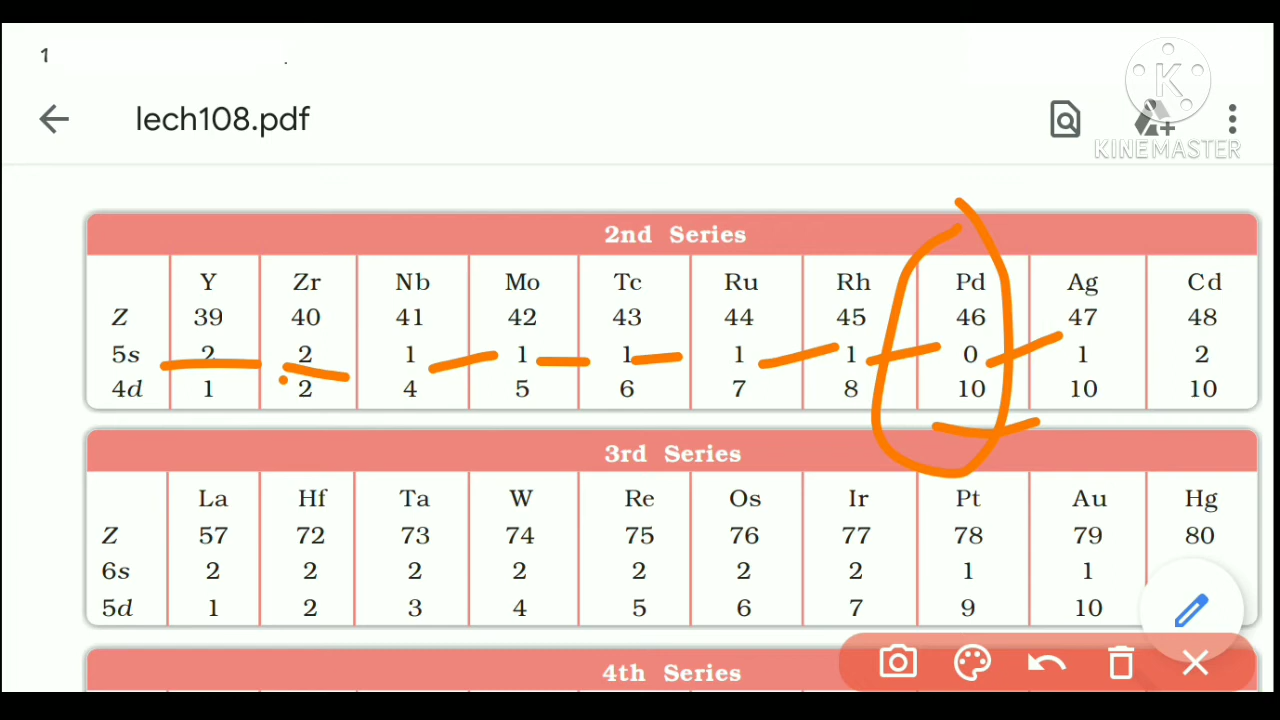 1
lech108.pdf
KINEMASTER
2nd Series
Y Zr Nb Mo Tc Ru Rh Pd Ag Cd
Z 39 40 41 42 43 44 45 46 47 48
5s 2 2 1 1 1 1 1 0 1 2
4d 1 2 4 5 6 7 8 10 10 10
3rd Series
La Hf Ta W Re Os Ir Pt Au Hg
Z 57 72 73 74 75 76 77 78 79 80
6s 2 2 2 2 2 2 2 1 1
5d 1 2 3 4 5 6 7 9 10
4th Series